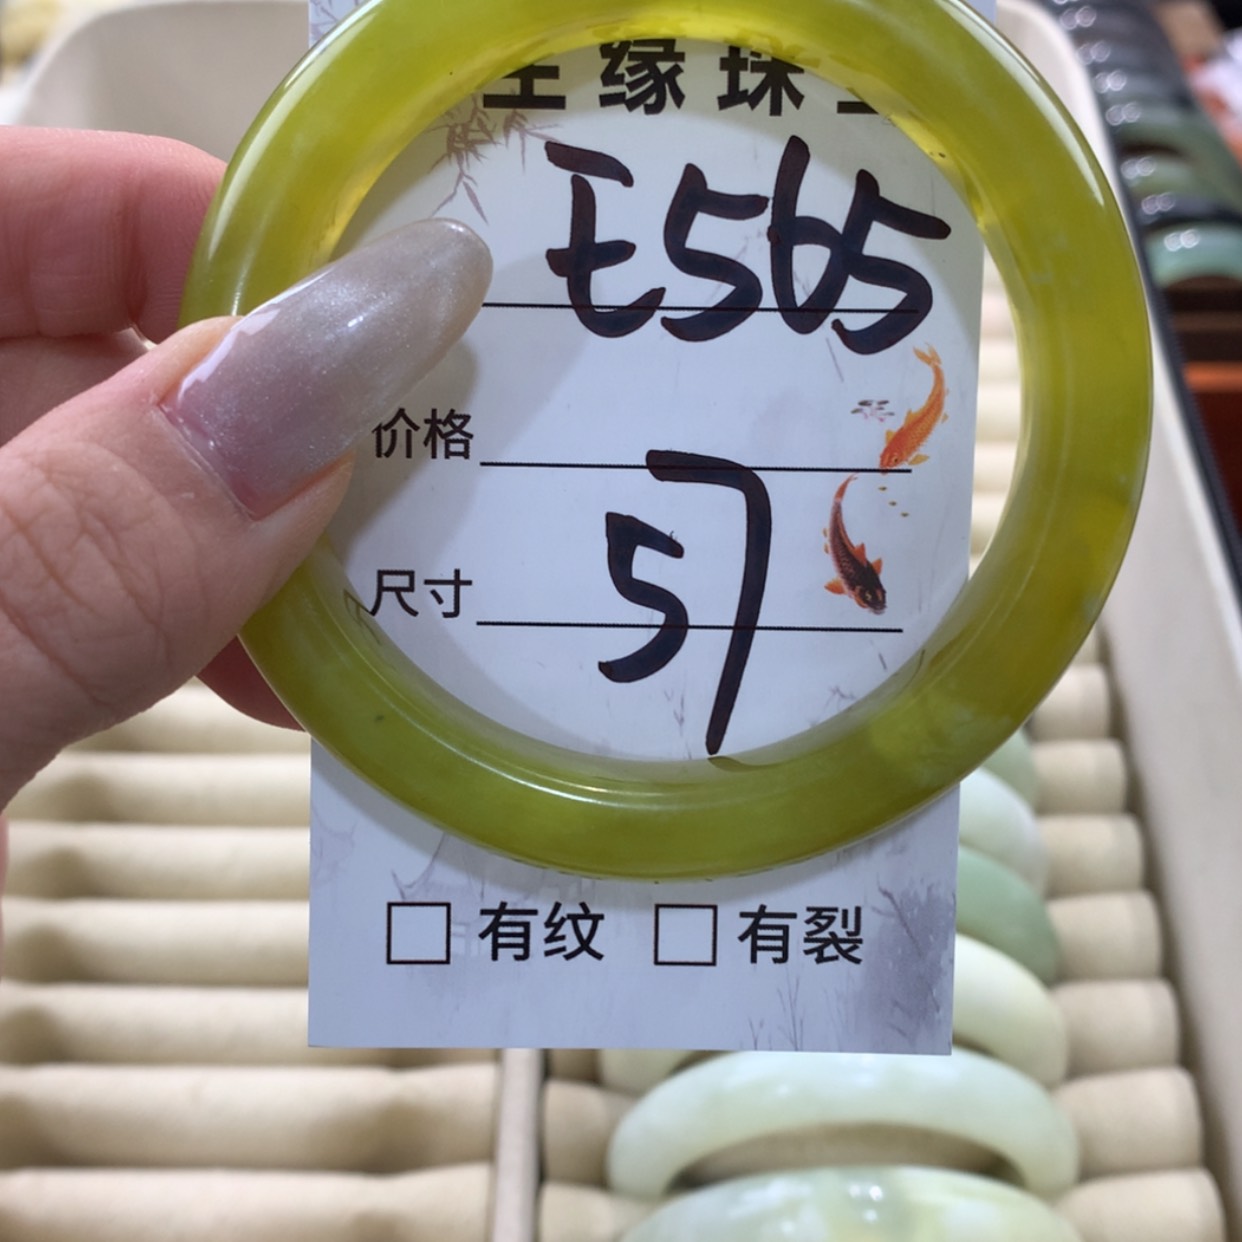 缘珠
E565
价格
尺寸 57
有纹 有裂